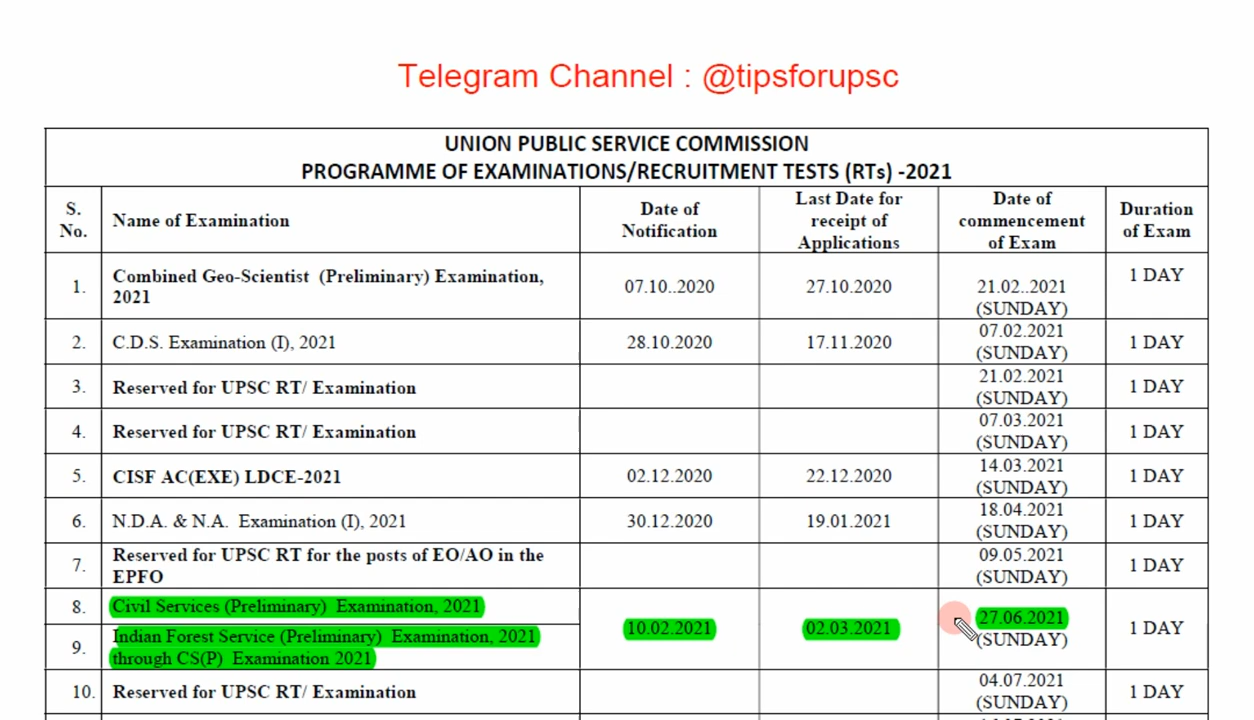 Telegram Channel : @tipsforupsc
UNION PUBLIC SERVICE COMMISSION
PROGRAMME OF EXAMINATIONS/RECRUITMENT TESTS (RTs) -2021
S. No. Name of Examination Date of Notification Last Date for receipt of Applications Date of commencement of Exam Duration of Exam
1. Combined Geo-Scientist (Preliminary) Examination, 2021 07.10..2020 27.10.2020 21.02..2021 (SUNDAY) 1 DAY
2. C.D.S. Examination (I), 2021 28.10.2020 17.11.2020 07.02.2021 (SUNDAY) 1 DAY
3. Reserved for UPSC RT/ Examination 21.02.2021 (SUNDAY) 1 DAY
4. Reserved for UPSC RT/ Examination 07.03.2021 (SUNDAY) 1 DAY
5. CISF AC(EXE) LDCE-2021 02.12.2020 22.12.2020 14.03.2021 (SUNDAY) 1 DAY
6. N.D.A. & N.A. Examination (I), 2021 30.12.2020 19.01.2021 18.04.2021 (SUNDAY) 1 DAY
7. Reserved for UPSC RT for the posts of EO/AO in the EPFO 09.05.2021 (SUNDAY) 1 DAY
8. Civil Services (Preliminary) Examination, 2021 10.02.2021 02.03.2021 27.06.2021 (SUNDAY) 1 DAY
9. Indian Forest Service (Preliminary) Examination, 2021 through CS(P) Examination 2021
10. Reserved for UPSC RT/ Examination 04.07.2021 (SUNDAY) 1 DAY